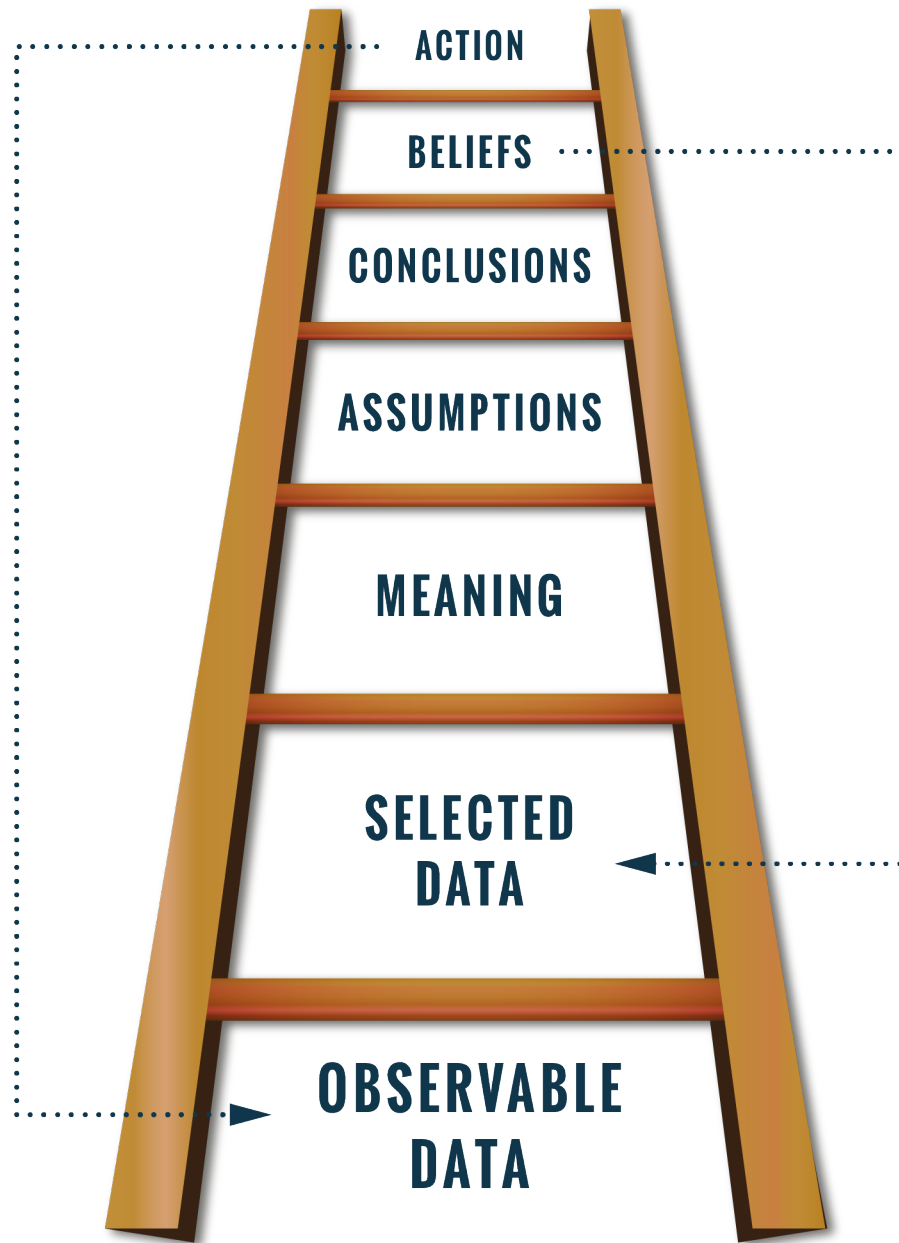 ACTION
BELIEFS
CONCLUSIONS
ASSUMPTIONS
MEANING
SELECTED
DATA
OBSERVABLE
DATA